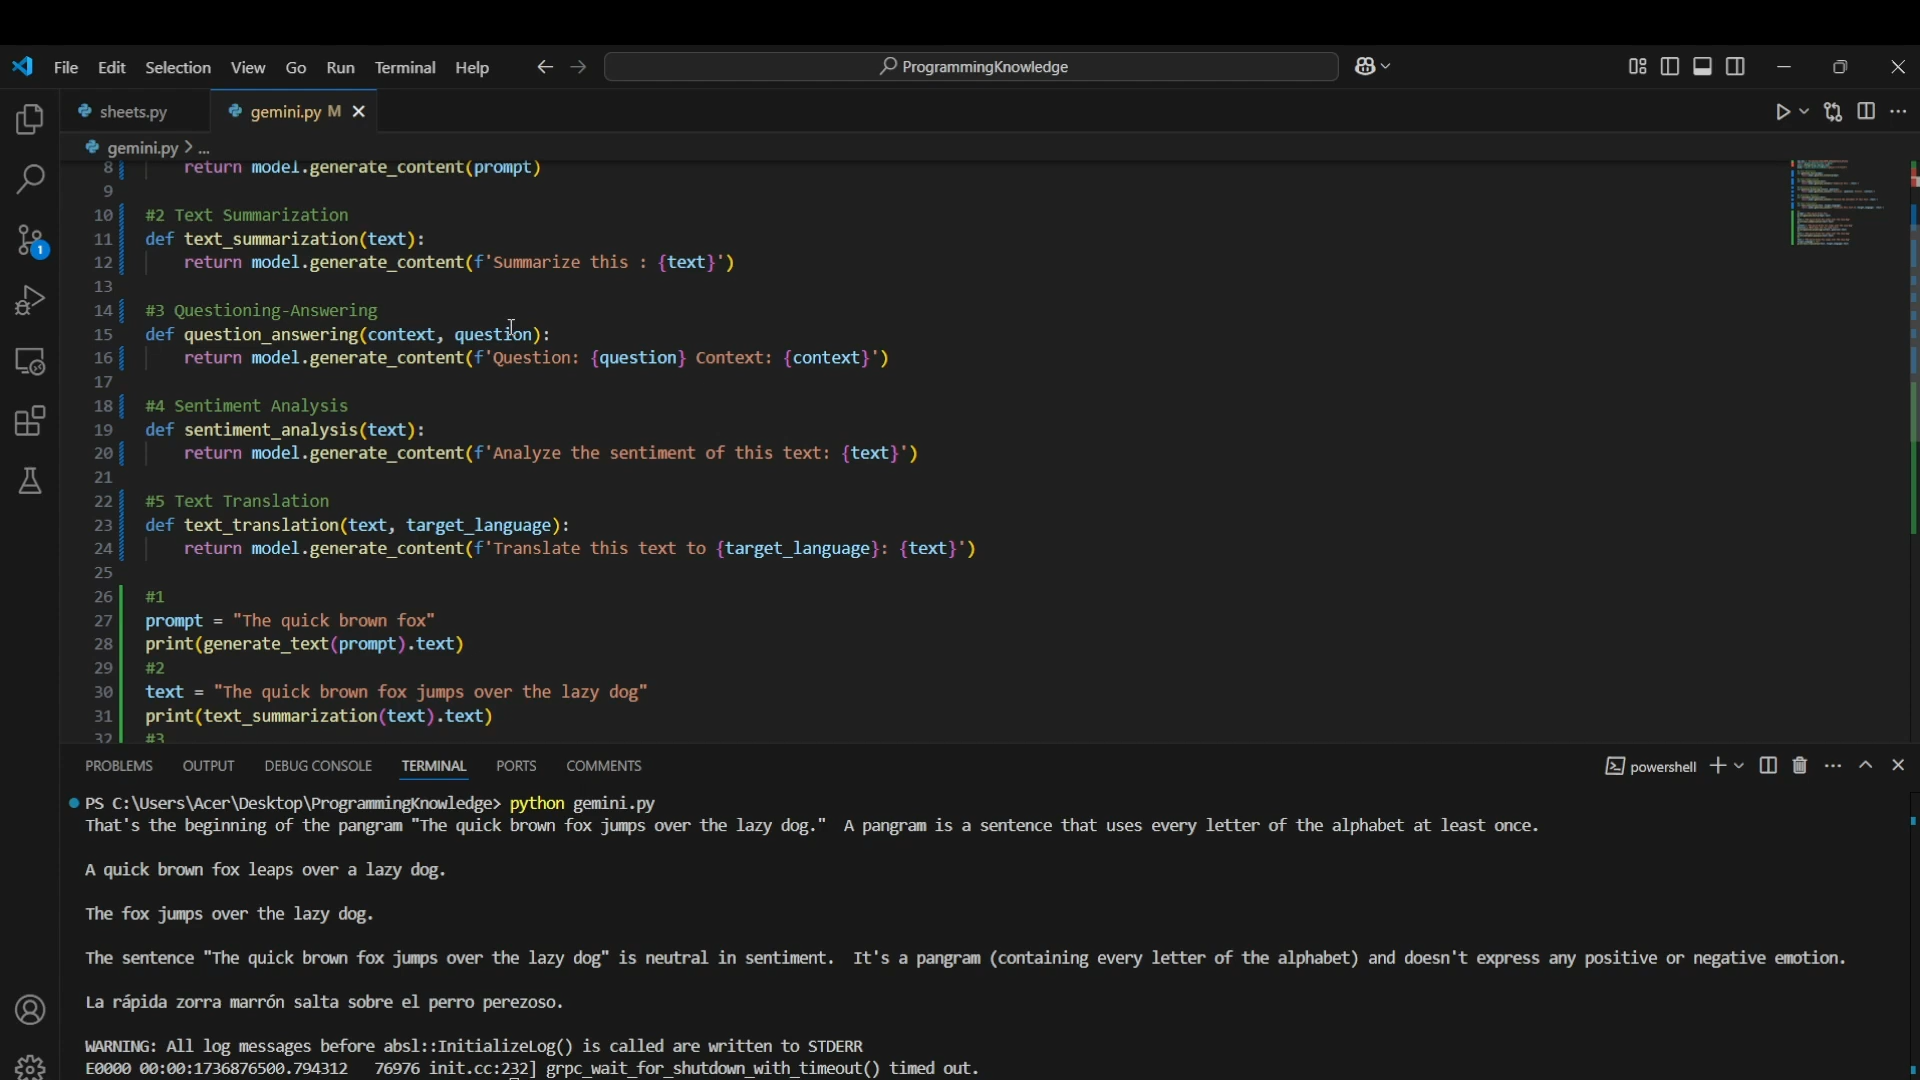 File Edit Selection View Go Run Terminal Help
ProgrammingKnowledge
sheets.py
gemini.py M
gemini.py > ...
8 return model.generate_content(prompt)
9
10 #2 Text Summarization
11 def text_summarization(text):
12 return model.generate_content(f'Summarize this : {text}')
13
14 #3 Questioning-Answering
15 def question_answering(context, question):
16 return model.generate_content(f'Question: {question} Context: {context}')
17
18 #4 Sentiment Analysis
19 def sentiment_analysis(text):
20 return model.generate_content(f'Analyze the sentiment of this text: {text}')
21
22 #5 Text Translation
23 def text_translation(text, target_language):
24 return model.generate_content(f'Translate this text to {target_language}: {text}')
25
26 #1
27 prompt = "The quick brown fox"
28 print(generate_text(prompt).text)
29 #2
30 text = "The quick brown fox jumps over the lazy dog"
31 print(text_summarization(text).text)
32 #3
1
PROBLEMS OUTPUT DEBUG CONSOLE TERMINAL PORTS COMMENTS
powershell
PS C:\Users\Acer\Desktop\ProgrammingKnowledge> python gemini.py
That's the beginning of the pangram "The quick brown fox jumps over the lazy dog." A pangram is a sentence that uses every letter of the alphabet at least once.
A quick brown fox leaps over a lazy dog.
The fox jumps over the lazy dog.
The sentence "The quick brown fox jumps over the lazy dog" is neutral in sentiment. It's a pangram (containing every letter of the alphabet) and doesn't express any positive or negative emotion.
La rápida zorra marrón salta sobre el perro perezoso.
WARNING: All log messages before absl::InitializeLog() is called are written to STDERR
E0000 00:00:1736876500.794312 76976 init.cc:232] grpc_wait_for_shutdown_with_timeout() timed out.